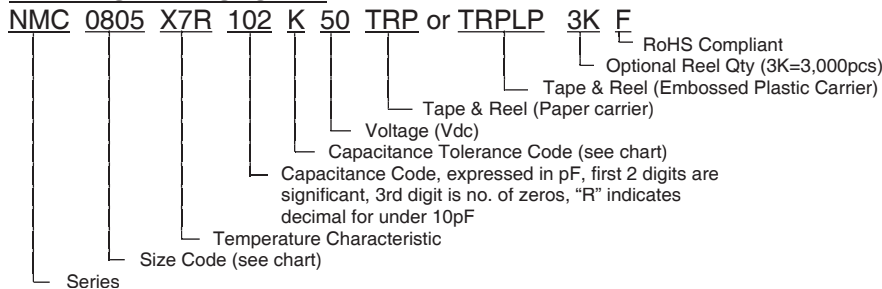 NMC 0805 X7R 102 K 50 TRP or TRPLP 3K F
RoHS Compliant
Optional Reel Qty (3K=3,000pcs)
Tape & Reel (Embossed Plastic Carrier)
Tape & Reel (Paper carrier)
Voltage (Vdc)
Capacitance Tolerance Code (see chart)
Capacitance Code, expressed in pF, first 2 digits are
significant, 3rd digit is no. of zeros, “R” indicates
decimal for under 10pF
Temperature Characteristic
Size Code (see chart)
Series